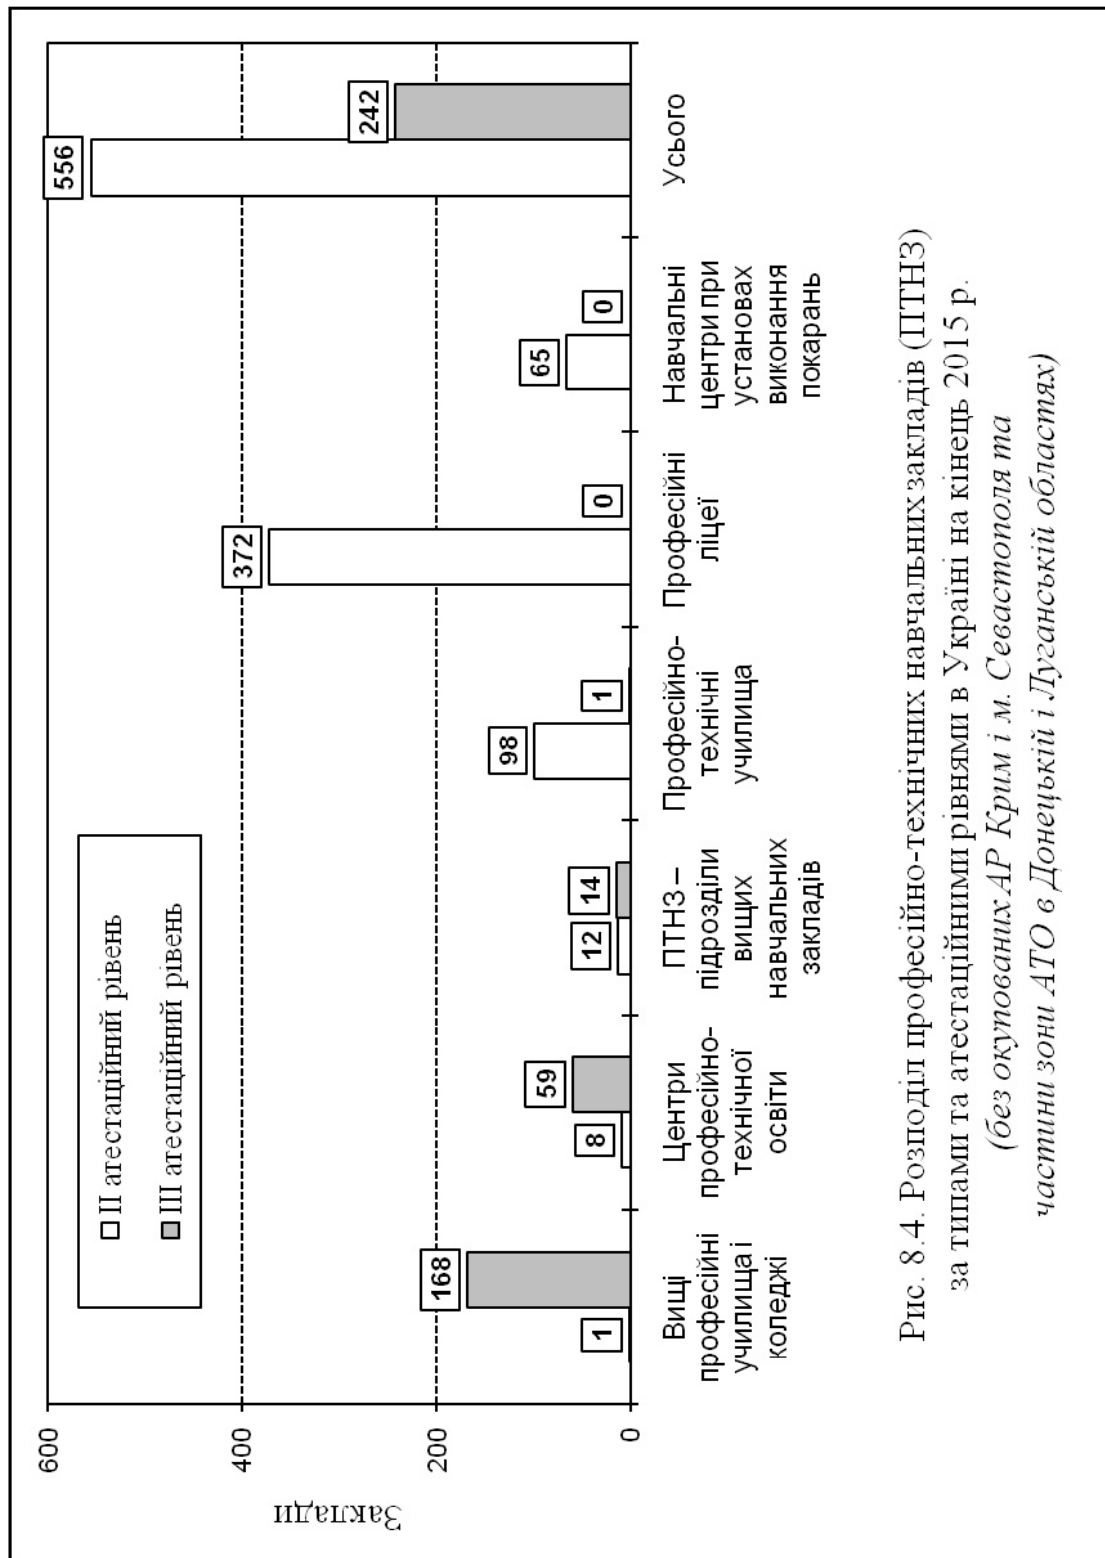 Заклади
600
400
200
0
II атестаційний рівень
III атестаційний рівень
1
168
8
59
12
14
98
1
372
0
65
0
556
242
Вищі
професійні
училища і
коледжі
Центри
професійно-
технічної
освіти
ПТНЗ –
підрозділи
вищих
навчальних
закладів
Професійно-
технічні
училища
Професійні
ліцеї
Навчальні
центри при
установах
виконання
покарань
Усього
Рис. 8.4. Розподіл професійно-технічних навчальних закладів (ПТНЗ)
за типами та атестаційними рівнями в Україні на кінець 2015 р.
(без окупованих АР Крим і м. Севастополя та
частини зони АТО в Донецькій і Луганській областях)